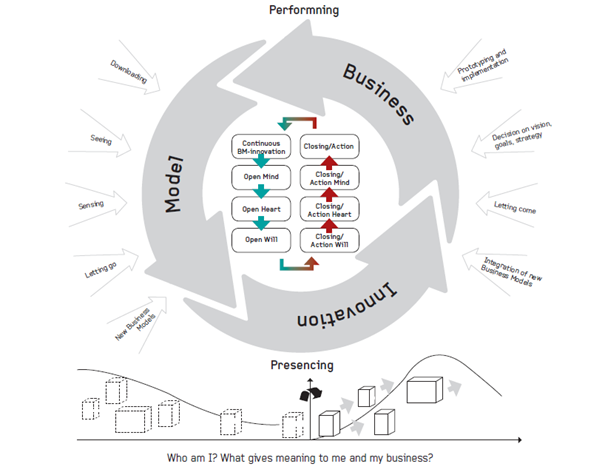 Performning
Downloading
Seeing
Sensing
Letting go
New Business
Models
Model
Business
Innovation
Continuous
BM-innovation
Open Mind
Open Heart
Open Will
Closing/Action
Closing/
Action Mind
Closing/
Action Heart
Closing/
Action Will
Prototyping and
implementation
Decision on vision,
goals, strategy
Letting come
Integration of new
Business Models
Presencing
Who am I? What gives meaning to me and my business?